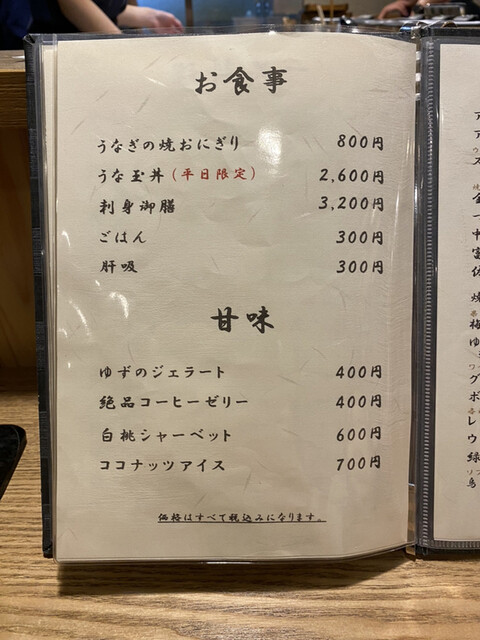 お食事
うなぎの焼おにぎり 800円
うな玉丼(平日限定) 2,600円
刺身御膳 3,200円
ごはん 300円
肝吸 300円
甘味
ゆずのジェラート 400円
絶品コーヒーゼリー 400円
白桃シャーベット 600円
ココナッツアイス 700円
価格はすべて税込みになります。